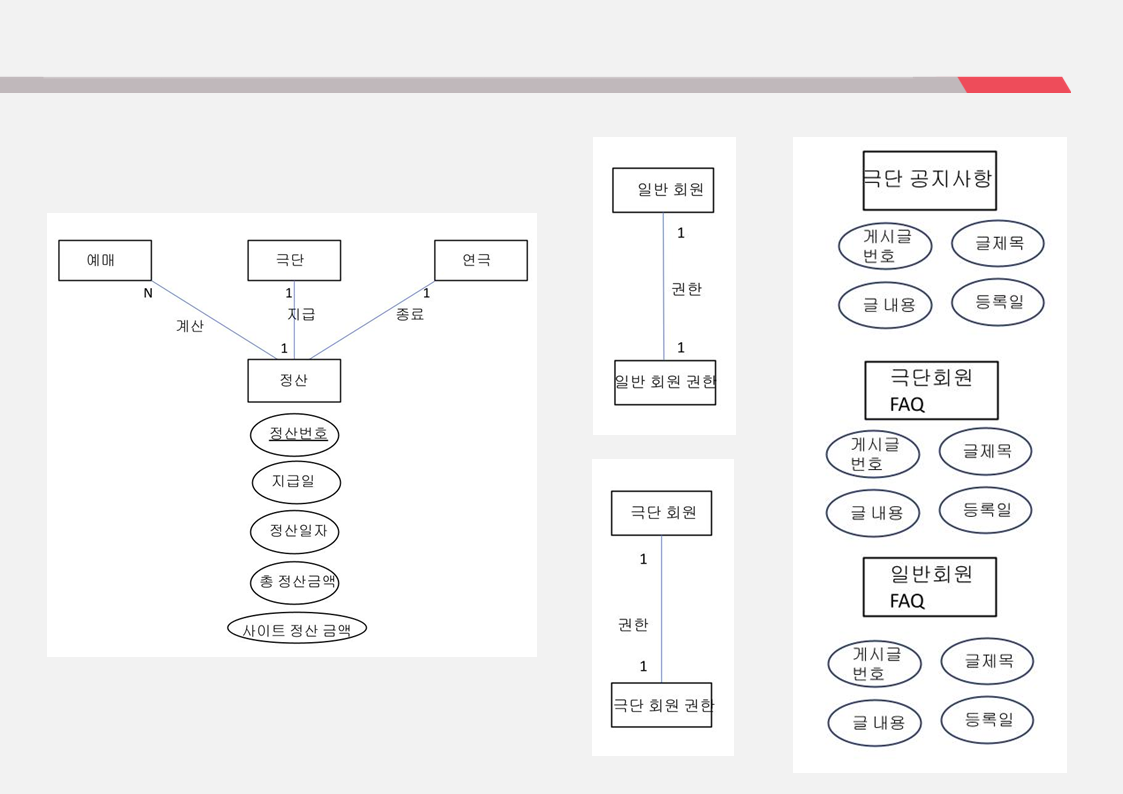 예매
극단
연극
N
1
1
계산
지급
종료
1
정산
정산번호
지급일
정산일자
총 정산금액
사이트 정산 금액
일반 회원
1
권한
1
일반 회원 권한
극단 회원
1
권한
1
극단 회원 권한
극단 공지사항
게시글
번호
글제목
글 내용
등록일
극단회원
FAQ
게시글
번호
글제목
글 내용
등록일
일반회원
FAQ
게시글
번호
글제목
글 내용
등록일